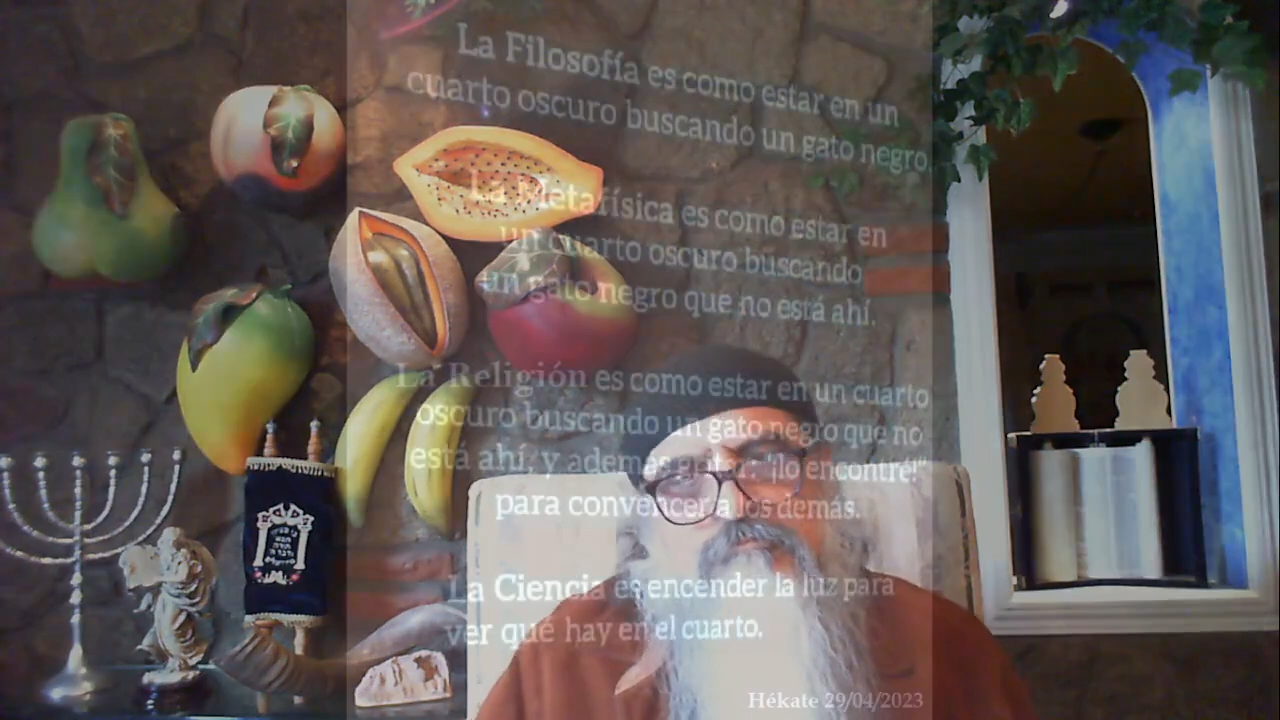 La Filosofía es como estar en un
cuarto oscuro buscando un gato negro
La Metafísica es como estar en
un cuarto oscuro buscando
un gato negro que no está ahí.
La Religión es como estar en un cuarto
oscuro buscando un gato negro que no
está ahí, y además gritar: "¡lo encontré!"
para convencer a los demás.
La Ciencia es encender la luz para
ver qué hay en el cuarto.
Hékate 29/04/2023